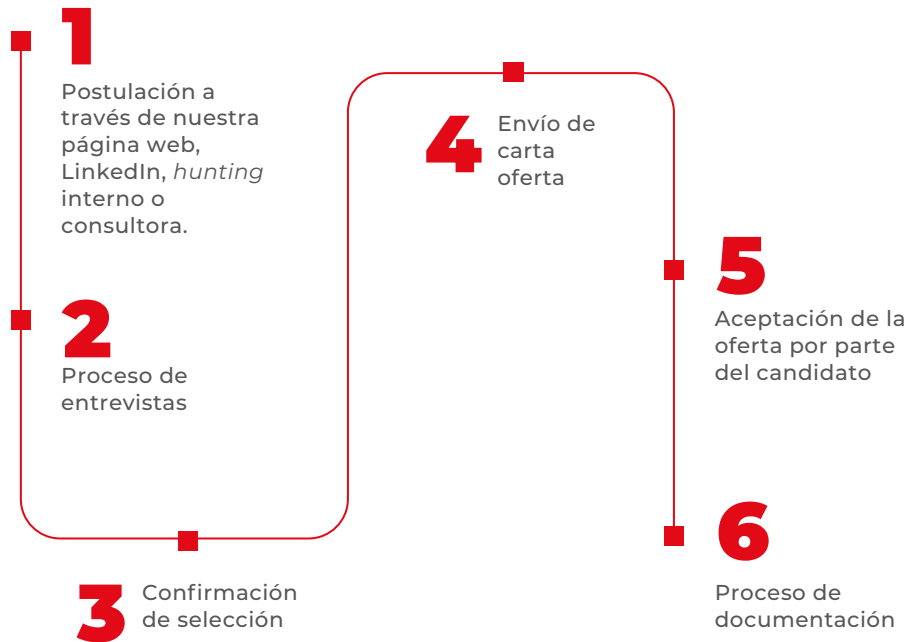 1
Postulación a
través de nuestra
página web,
LinkedIn, hunting
interno o
consultora.
2
Proceso de
entrevistas
3
Confirmación
de selección
4
Envío de
carta
oferta
5
Aceptación de la
oferta por parte
del candidato
6
Proceso de
documentación